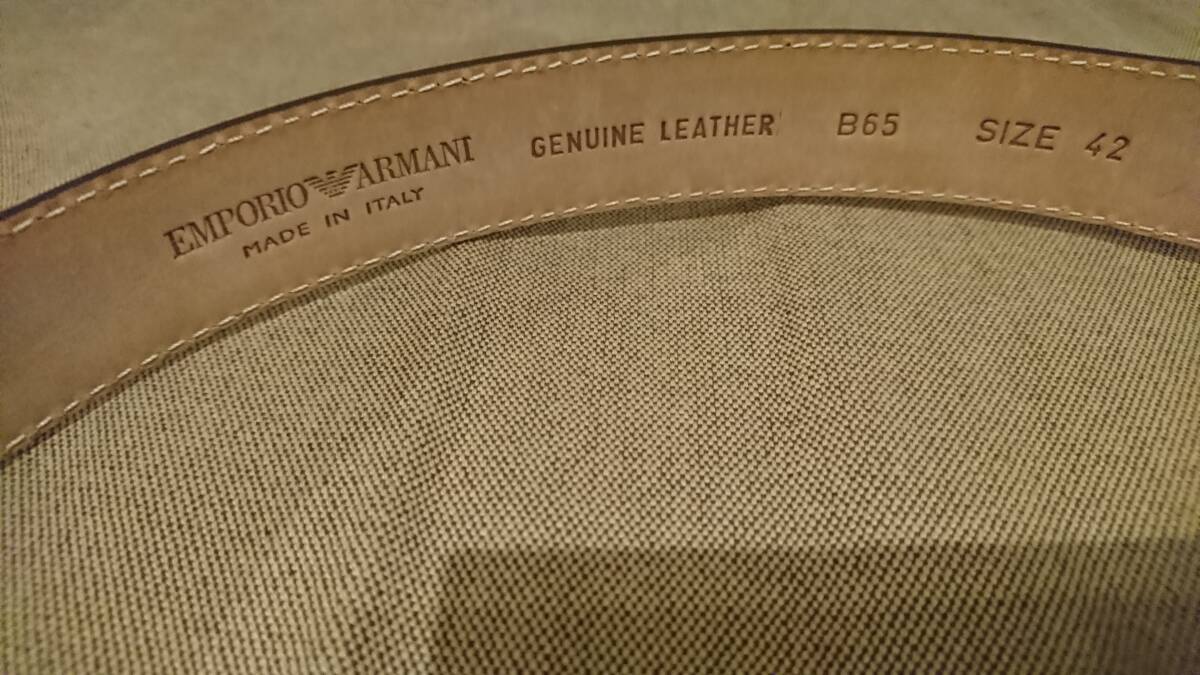 EMPORIO ARMANI
MADE IN ITALY
GENUINE LEATHER
B65
SIZE 42